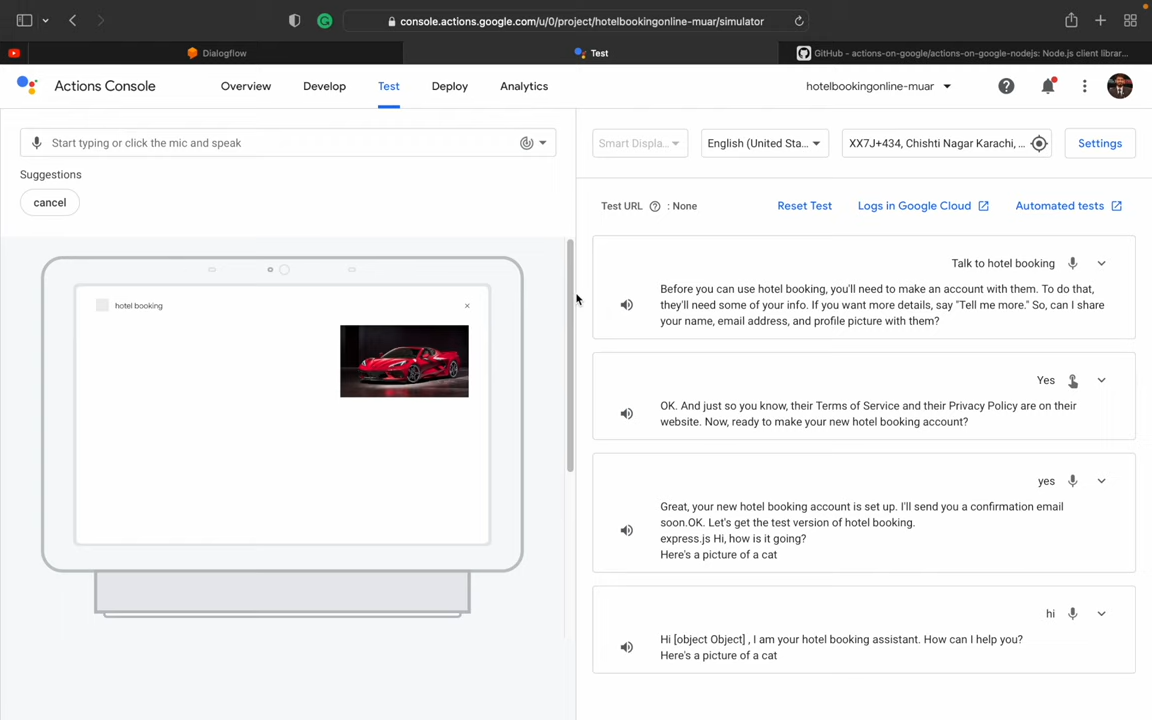 console.actions.google.com/u/0/project/hotelbookingonline-muar/simulator
Dialogflow
Test
GitHub - actions-on-google/actions-on-google-nodejs: Node.js client librar...
Actions Console
Overview
Develop
Test
Deploy
Analytics
hotelbookingonline-muar
Start typing or click the mic and speak
Smart Displa...
English (United Sta...
XX7J+434, Chishti Nagar Karachi, ...
Settings
Suggestions
cancel
Test URL : None
Reset Test
Logs in Google Cloud
Automated tests
hotel booking
Talk to hotel booking
Before you can use hotel booking, you'll need to make an account with them. To do that,
they'll need some of your info. If you want more details, say "Tell me more." So, can I share
your name, email address, and profile picture with them?
Yes
OK. And just so you know, their Terms of Service and their Privacy Policy are on their
website. Now, ready to make your new hotel booking account?
yes
Great, your new hotel booking account is set up. I'll send you a confirmation email
soon.OK. Let's get the test version of hotel booking.
express.js Hi, how is it going?
Here's a picture of a cat
hi
Hi [object Object] , I am your hotel booking assistant. How can I help you?
Here's a picture of a cat